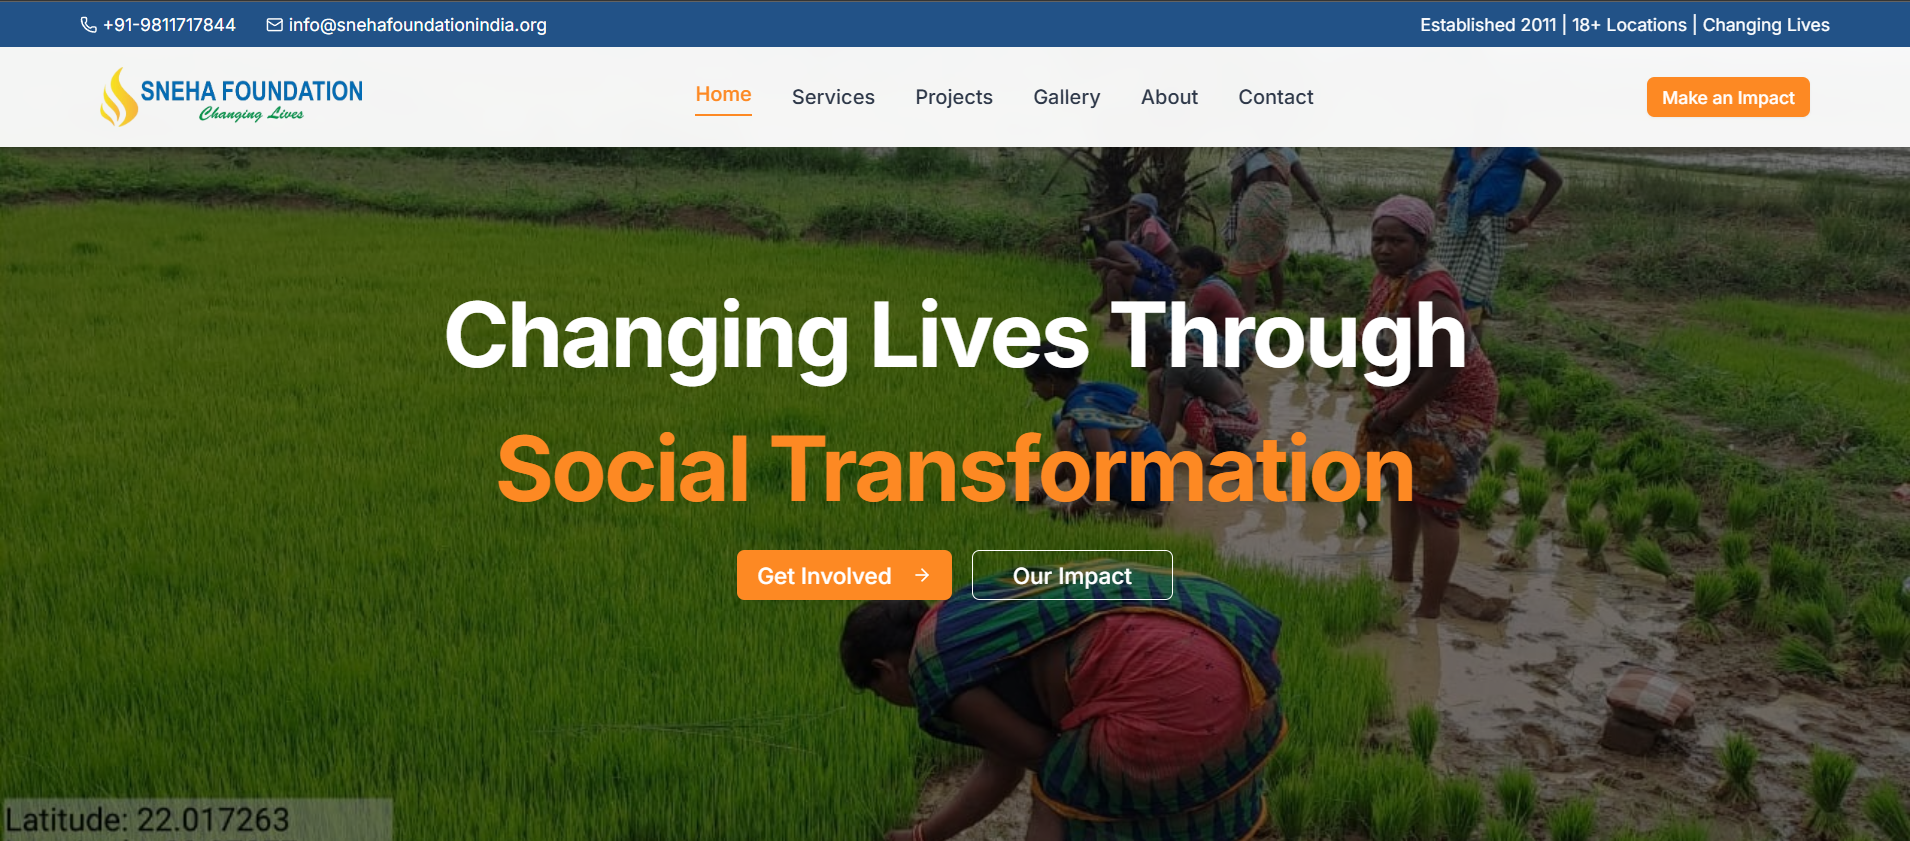 +91-9811717844 info@snehafoundationindia.org Established 2011 | 18+ Locations | Changing Lives
SNEHA FOUNDATION
Changing Lives
Home Services Projects Gallery About Contact
Make an Impact
Changing Lives Through
Social Transformation
Get Involved → Our Impact
Latitude: 22.017263